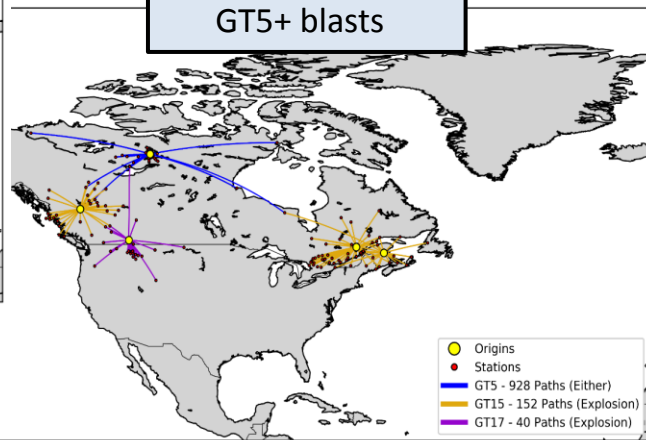 GT5+ blasts
Origins
Stations
GT5 - 928 Paths (Either)
GT15 - 152 Paths (Explosion)
GT17 - 40 Paths (Explosion)